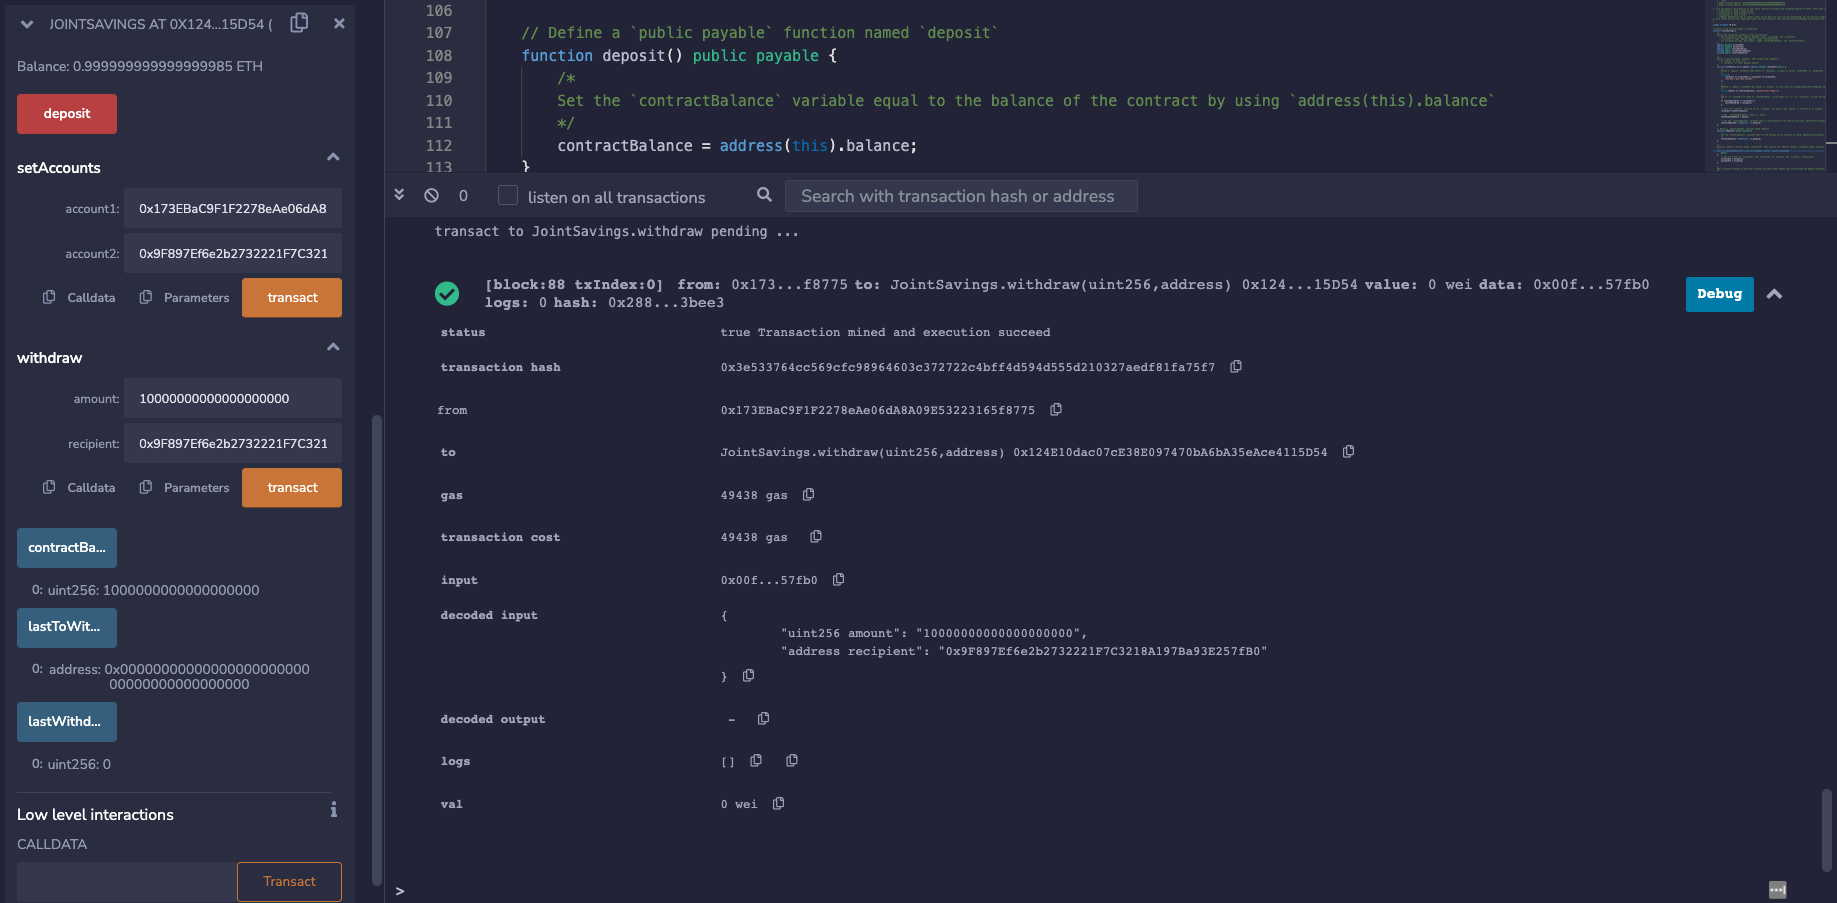 JOINTSAVINGS AT 0X124...15D54 (
Balance: 0.999999999999999985 ETH
deposit
setAccounts
account1: 0x173EBaC9F1F2278eAe06dA8
account2: 0x9F897Ef6e2b2732221F7C321
Calldata Parameters transact
withdraw
amount: 10000000000000000000
recipient: 0x9F897Ef6e2b2732221F7C321
Calldata Parameters transact
contractBa...
0: uint256: 1000000000000000000
lastToWit...
0: address: 0x00000000000000000000000
00000000000000000
lastWithd...
0: uint256: 0
Low level interactions
CALLDATA
Transact
106
107 // Define a `public payable` function named `deposit`
108 function deposit() public payable {
109 /*
110 Set the `contractBalance` variable equal to the balance of the contract by using `address(this).balance`
111 */
112 contractBalance = address(this).balance;
113 }
0 listen on all transactions Search with transaction hash or address
transact to JointSavings.withdraw pending ...
[block:88 txIndex:0] from: 0x173...f8775 to: JointSavings.withdraw(uint256,address) 0x124...15D54 value: 0 wei data: 0x00f...57fb0
logs: 0 hash: 0x288...3bee3
Debug
status true Transaction mined and execution succeed
transaction hash 0x3e533764cc569cfc98964603c372722c4bff4d594d555d210327aedf81fa75f7
from 0x173EBaC9F1F2278eAe06dA8A09E53223165f8775
to JointSavings.withdraw(uint256,address) 0x124E10dac07cE38E097470bA6bA35eAce4115D54
gas 49438 gas
transaction cost 49438 gas
input 0x00f...57fb0
decoded input {
"uint256 amount": "10000000000000000000",
"address recipient": "0x9F897Ef6e2b2732221F7C3218A197Ba93E257fB0"
}
decoded output -
logs []
val 0 wei
>